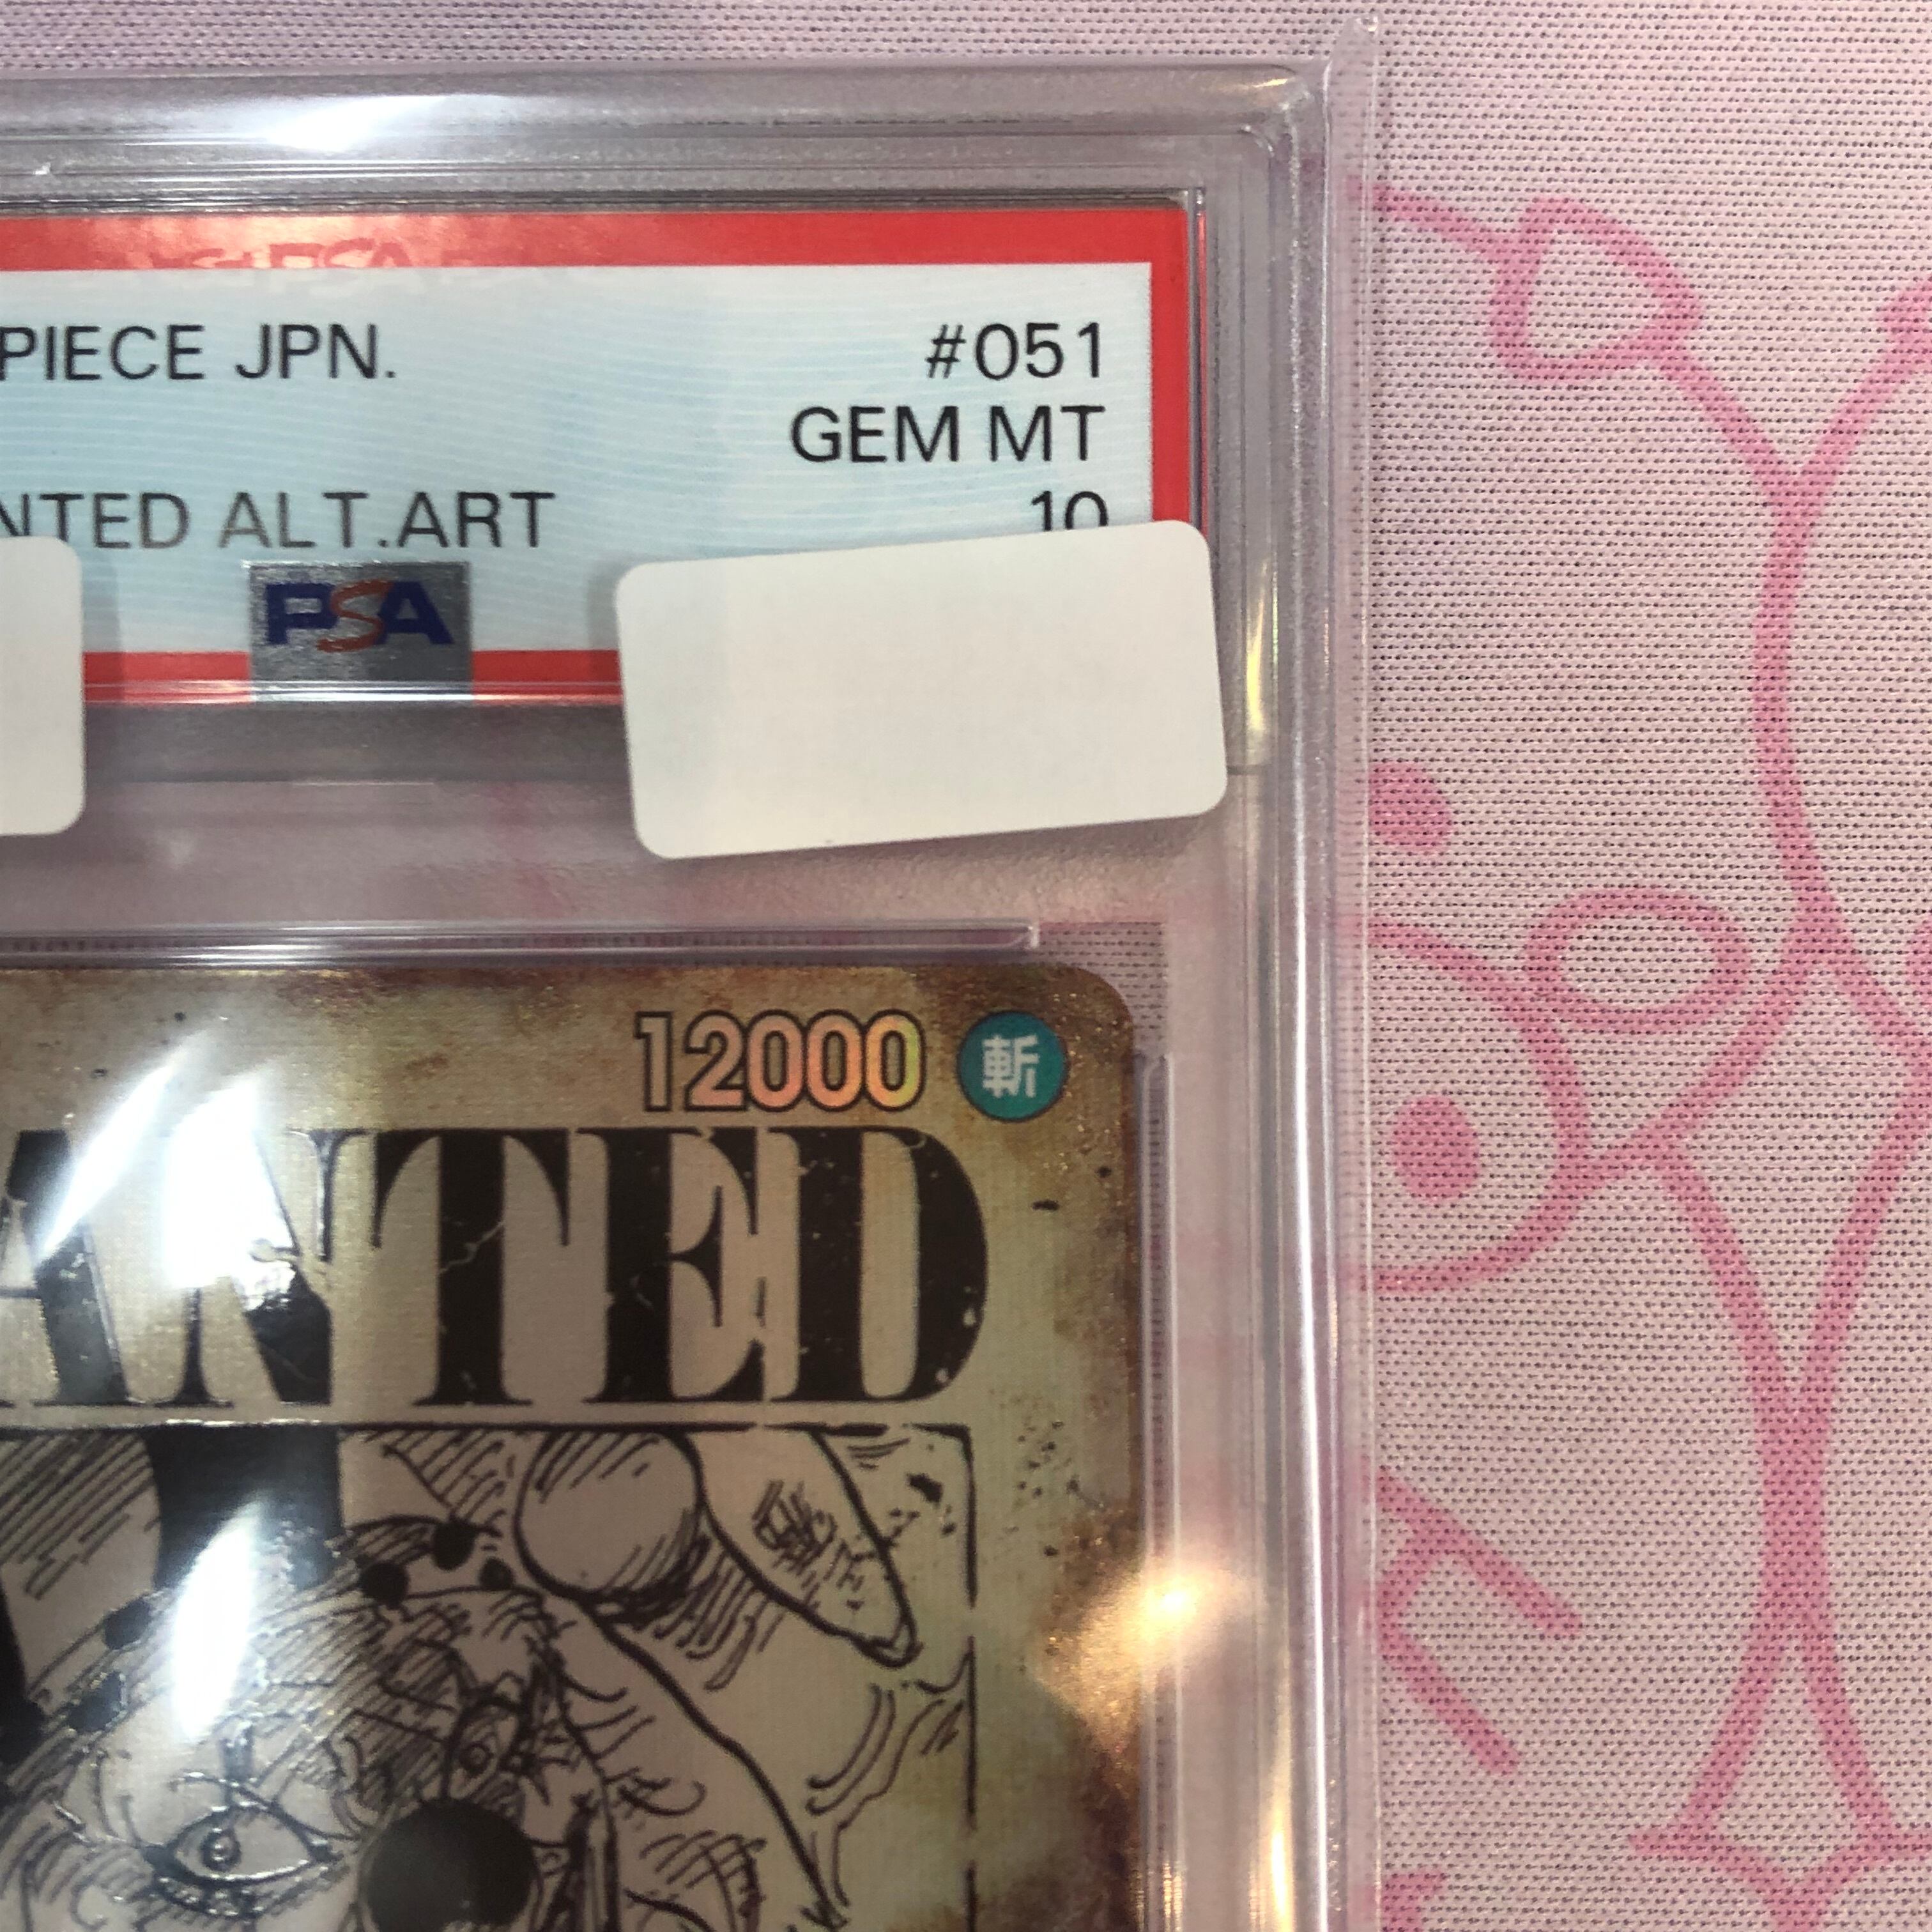 PIECE JPN. #051
GEM MT
NTED ALT.ART 10
PSA
12000 斬
ANTED